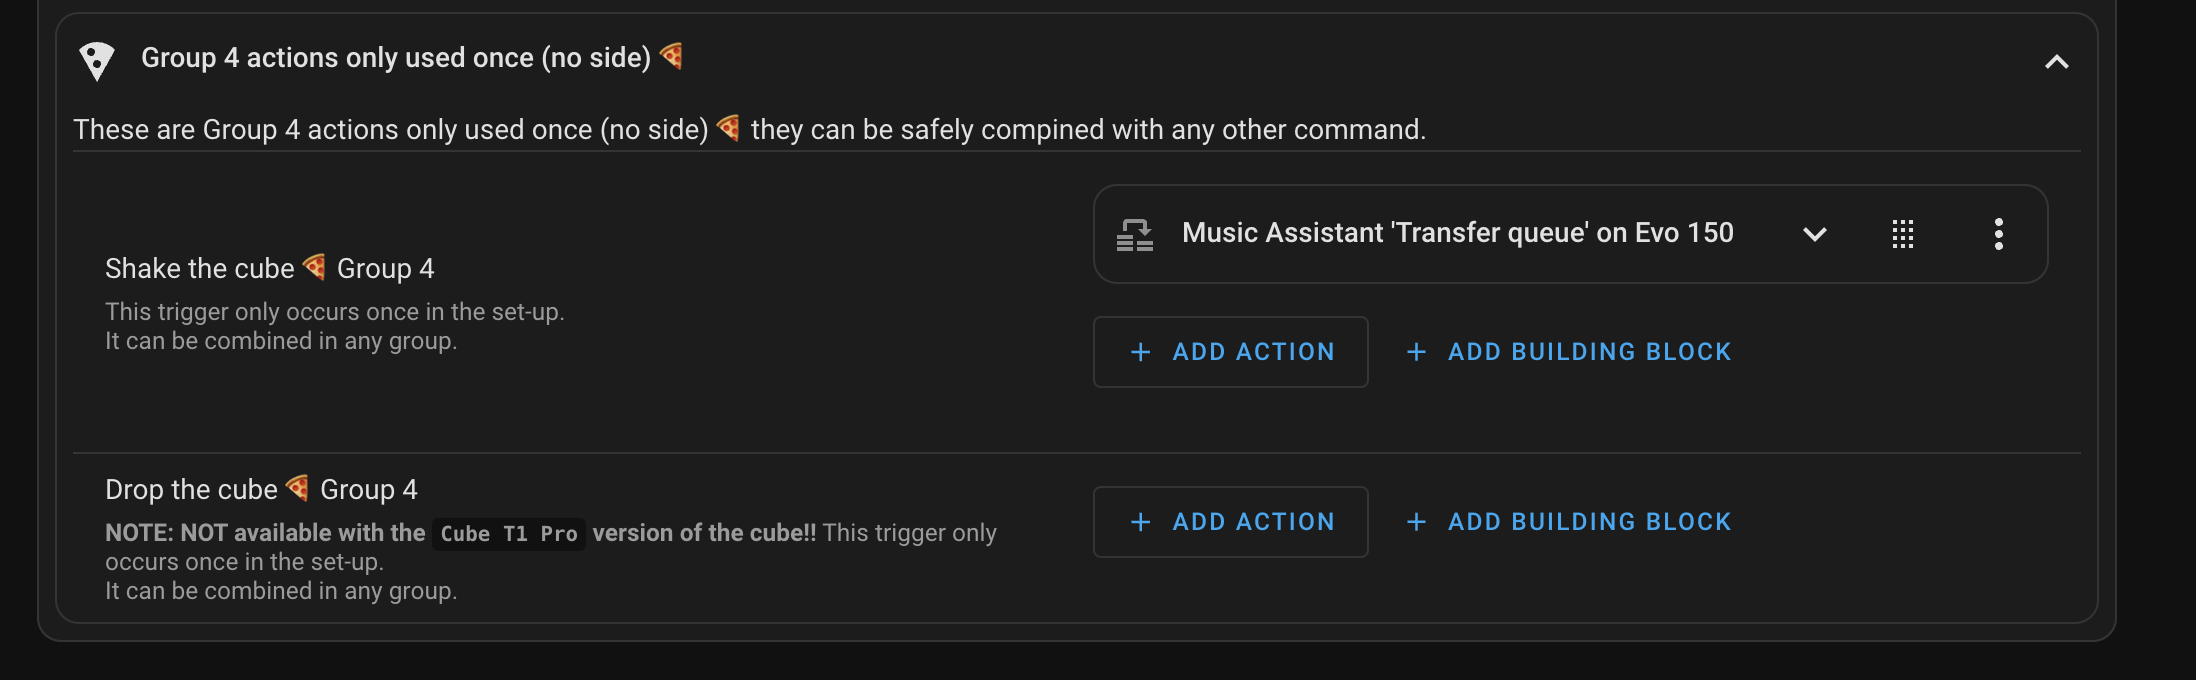 Group 4 actions only used once (no side) 🍕
These are Group 4 actions only used once (no side) 🍕 they can be safely compined with any other command.
Music Assistant 'Transfer queue' on Evo 150
Shake the cube 🍕 Group 4
This trigger only occurs once in the set-up.
It can be combined in any group.
+ ADD ACTION + ADD BUILDING BLOCK
Drop the cube 🍕 Group 4
NOTE: NOT available with the Cube T1 Pro version of the cube!! This trigger only
occurs once in the set-up.
It can be combined in any group.
+ ADD ACTION + ADD BUILDING BLOCK